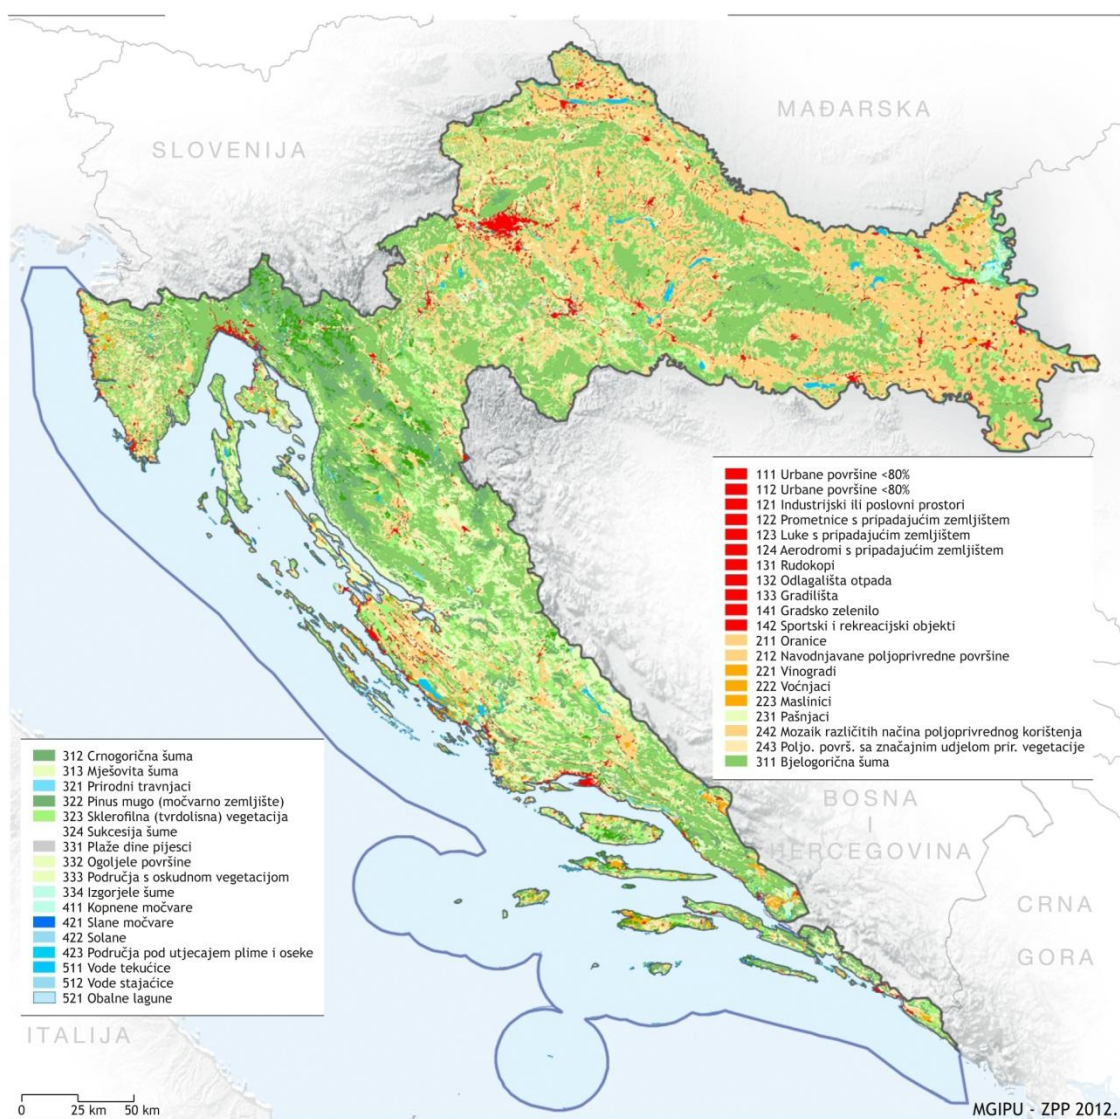 SLOVENIJA
MAĐARSKA
111 Urbane površine <80%
112 Urbane površine <80%
121 Industrijski ili poslovni prostori
122 Prometnice s pripadajućim zemljištem
123 Luke s pripadajućim zemljištem
124 Aerodromi s pripadajućim zemljištem
131 Rudokopi
132 Odlagališta otpada
133 Gradilišta
141 Gradsko zelenilo
142 Sportski i rekreacijski objekti
211 Oranice
212 Navodnjavane poljoprivredne površine
221 Vinogradi
222 Voćnjaci
223 Maslinici
231 Pašnjaci
242 Mozaik različitih načina poljoprivrednog korištenja
243 Poljo. površ. sa značajnim udjelom prir. vegetacije
311 Bjelogorična šuma
312 Crnogorična šuma
313 Mješovita šuma
321 Prirodni travnjaci
322 Pinus mugo (močvarno zemljište)
323 Sklerofilna (tvrdolisna) vegetacija
324 Sukcesija šume
331 Plaže dine pijesci
332 Ogoljele površine
333 Područja s oskudnom vegetacijom
334 Izgorjele šume
411 Kopnene močvare
421 Slane močvare
422 Solane
423 Područja pod utjecajem plime i oseke
511 Vode tekućice
512 Vode stajaćice
521 Obalne lagune
BOSNA
I
HERCEGOVINA
CRNA
GORA
ITALIJA
0 25 km 50 km
MGIPU - ZPP 2012.